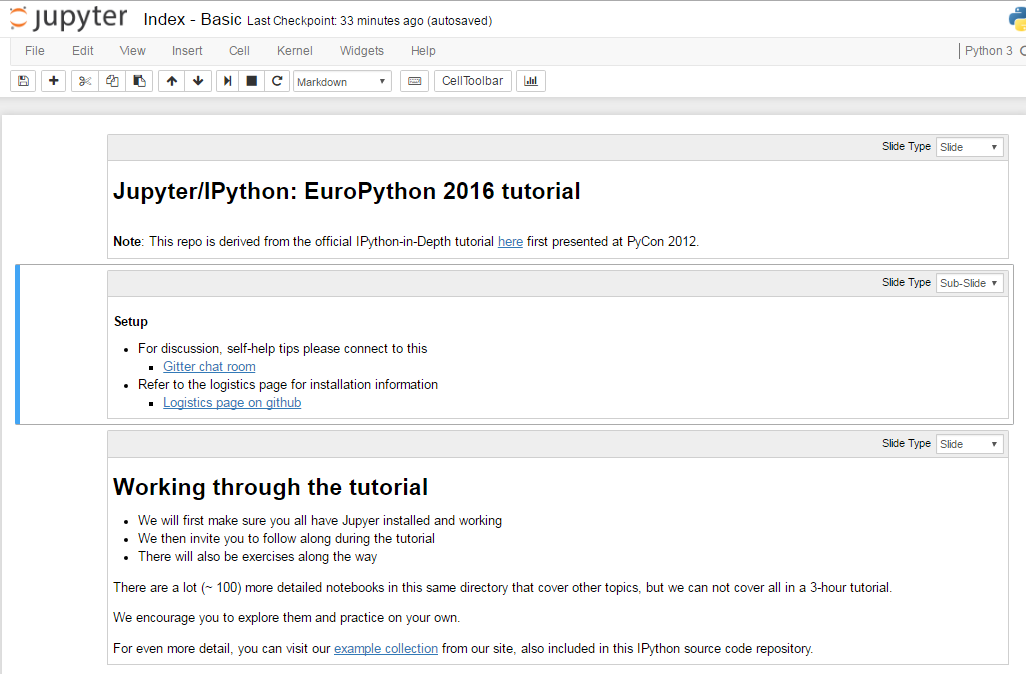 jupyter Index - Basic Last Checkpoint: 33 minutes ago (autosaved)
File Edit View Insert Cell Kernel Widgets Help Python 3
Markdown CellToolbar
Slide Type Slide
Jupyter/IPython: EuroPython 2016 tutorial
Note: This repo is derived from the official IPython-in-Depth tutorial here first presented at PyCon 2012.
Slide Type Sub-Slide
Setup
For discussion, self-help tips please connect to this
Gitter chat room
Refer to the logistics page for installation information
Logistics page on github
Slide Type Slide
Working through the tutorial
We will first make sure you all have Jupyer installed and working
We then invite you to follow along during the tutorial
There will also be exercises along the way
There are a lot (~ 100) more detailed notebooks in this same directory that cover other topics, but we can not cover all in a 3-hour tutorial.
We encourage you to explore them and practice on your own.
For even more detail, you can visit our example collection from our site, also included in this IPython source code repository.